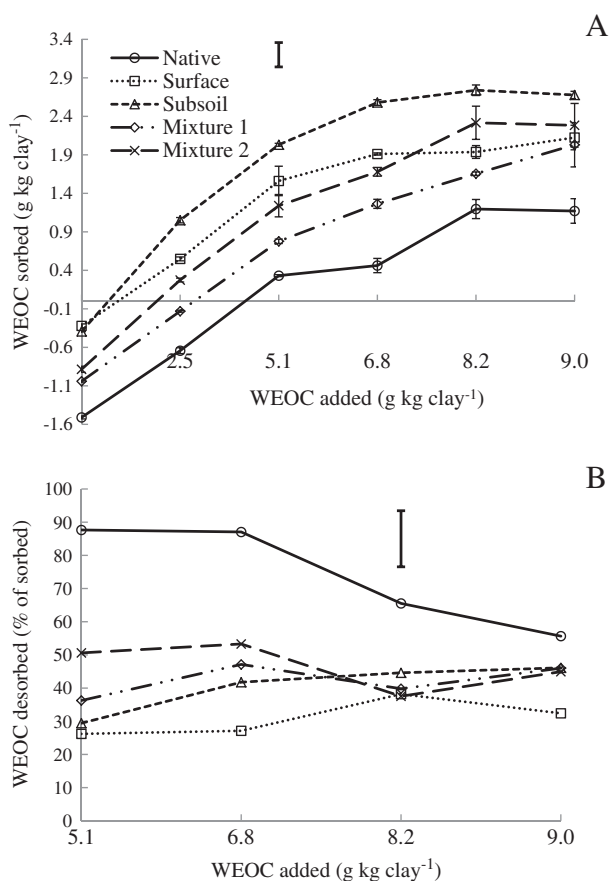 A
3.4
2.9
2.4
1.9
1.4
0.9
0.4
-0.1
-0.6
-1.1
-1.6
WEOC sorbed (g kg clay⁻¹)
Native
Surface
Subsoil
Mixture 1
Mixture 2
2.5 5.1 6.8 8.2 9.0
WEOC added (g kg clay⁻¹)
B
100
90
80
70
60
50
40
30
20
10
0
WEOC desorbed (% of sorbed)
5.1 6.8 8.2 9.0
WEOC added (g kg clay⁻¹)